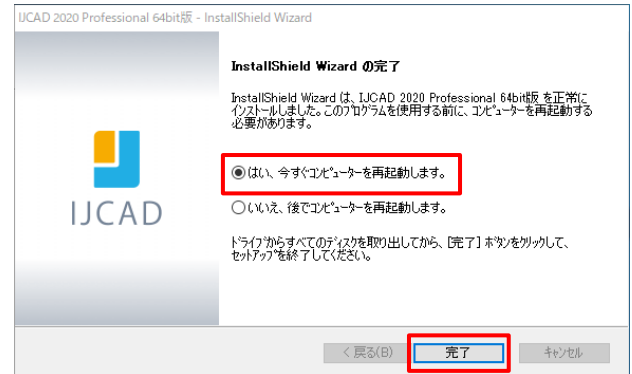 IJCAD 2020 Professional 64bit版 - InstallShield Wizard
InstallShield Wizard の完了
InstallShield Wizard は、IJCAD 2020 Professional 64bit版 を正常に
インストールしました。このプログラムを使用する前に、コンピューターを再起動する
必要があります。
はい、今すぐコンピューターを再起動します。
いいえ、後でコンピューターを再起動します。
ドライブからすべてのディスクを取り出してから、[完了] ボタンをクリックして、
セットアップを終了してください。
IJCAD
< 戻る(B)
完了
キャンセル